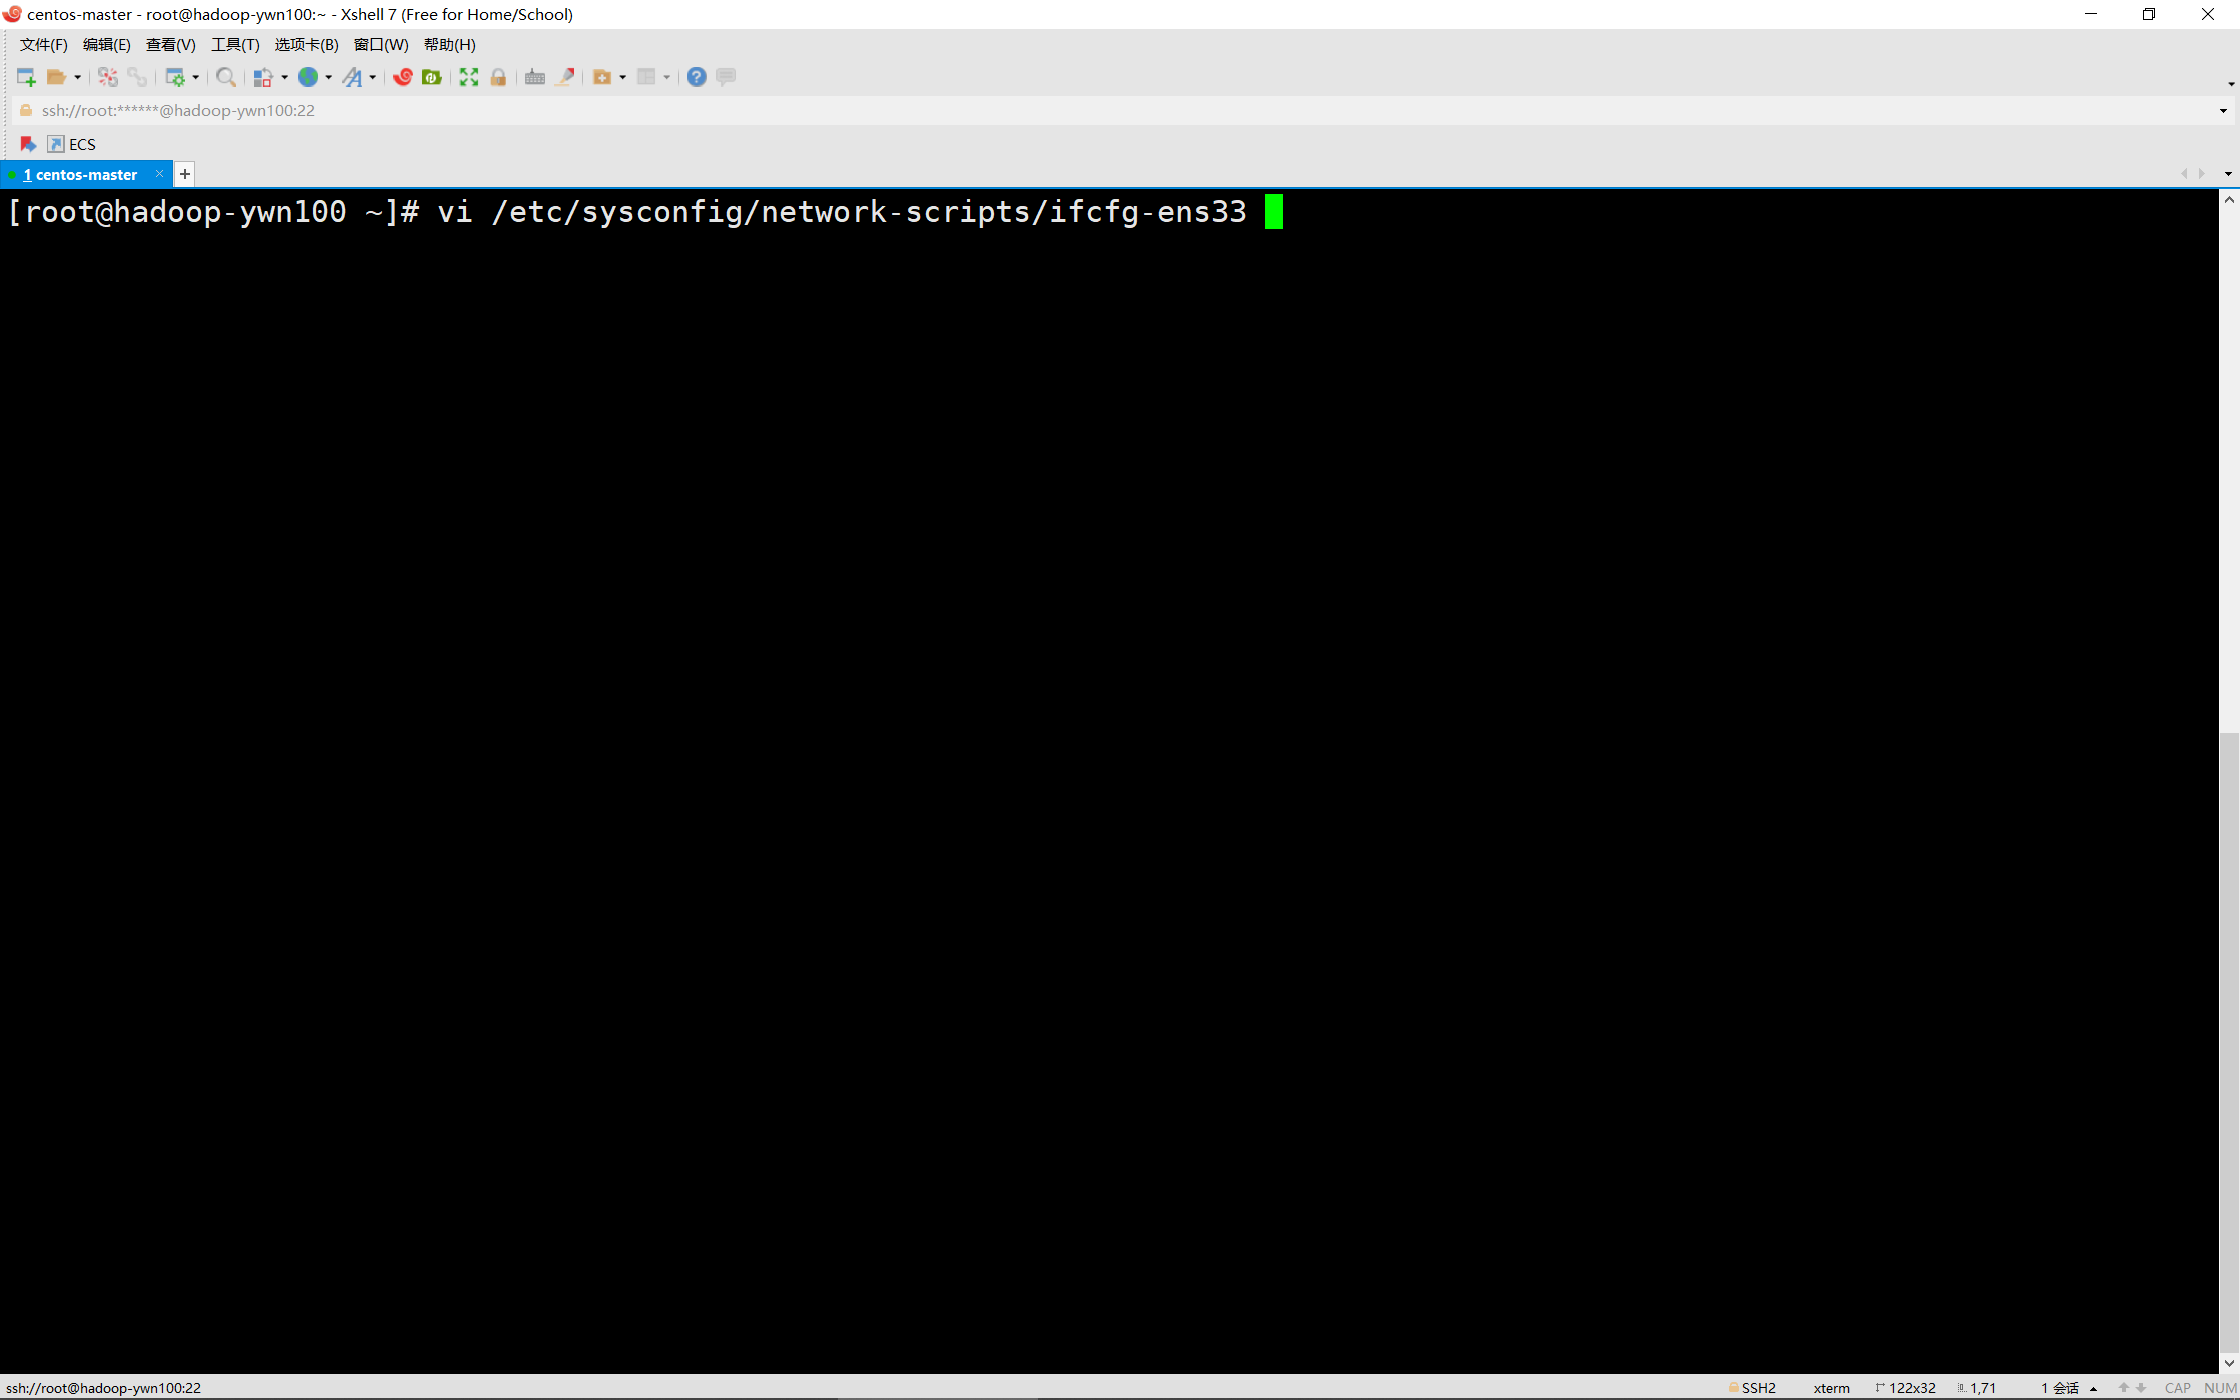 centos-master - root@hadoop-ywn100:~ - Xshell 7 (Free for Home/School)
文件(F) 编辑(E) 查看(V) 工具(T) 选项卡(B) 窗口(W) 帮助(H)
ssh://root:******@hadoop-ywn100:22
ECS
1 centos-master × +
[root@hadoop-ywn100 ~]# vi /etc/sysconfig/network-scripts/ifcfg-ens33
ssh://root@hadoop-ywn100:22 SSH2 xterm 122x32 1,71 1 会话 CAP NUM